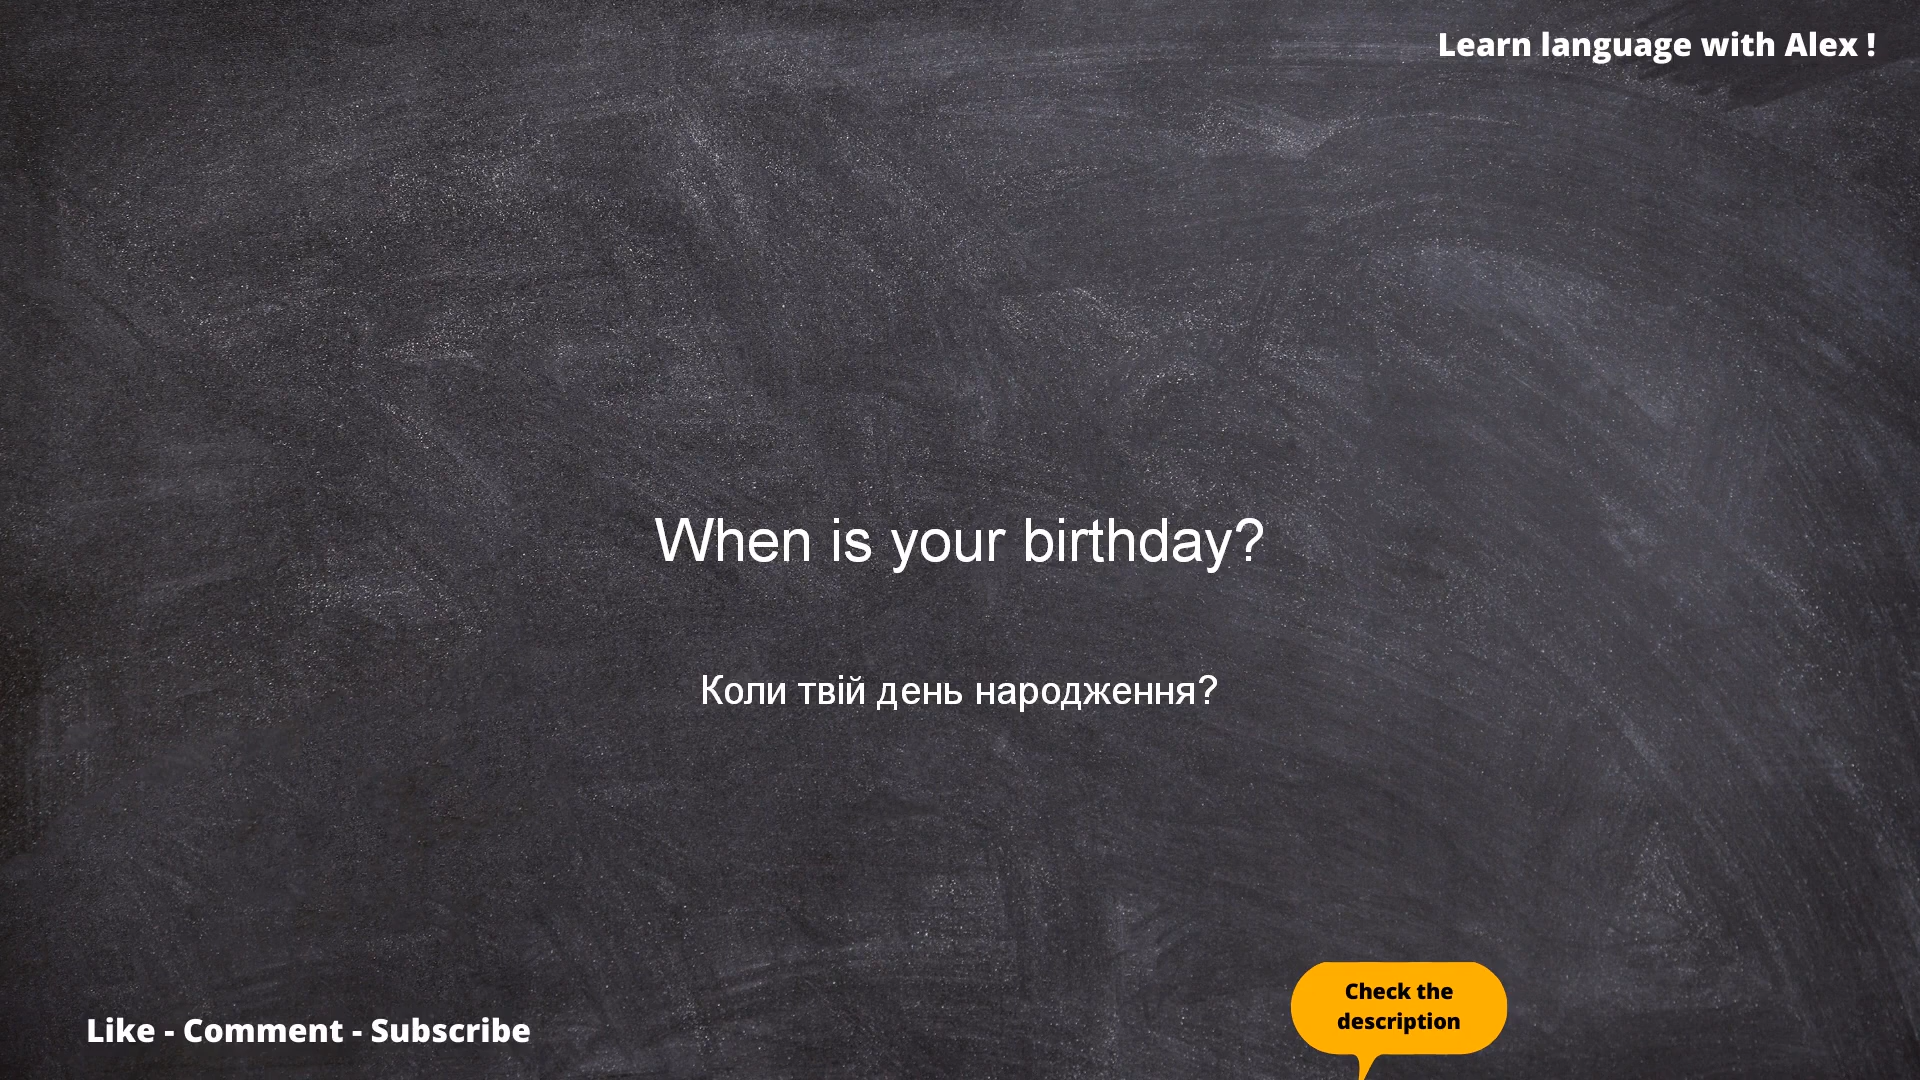 Learn language with Alex !
When is your birthday?
Коли твій день народження?
Check the
description
Like - Comment - Subscribe